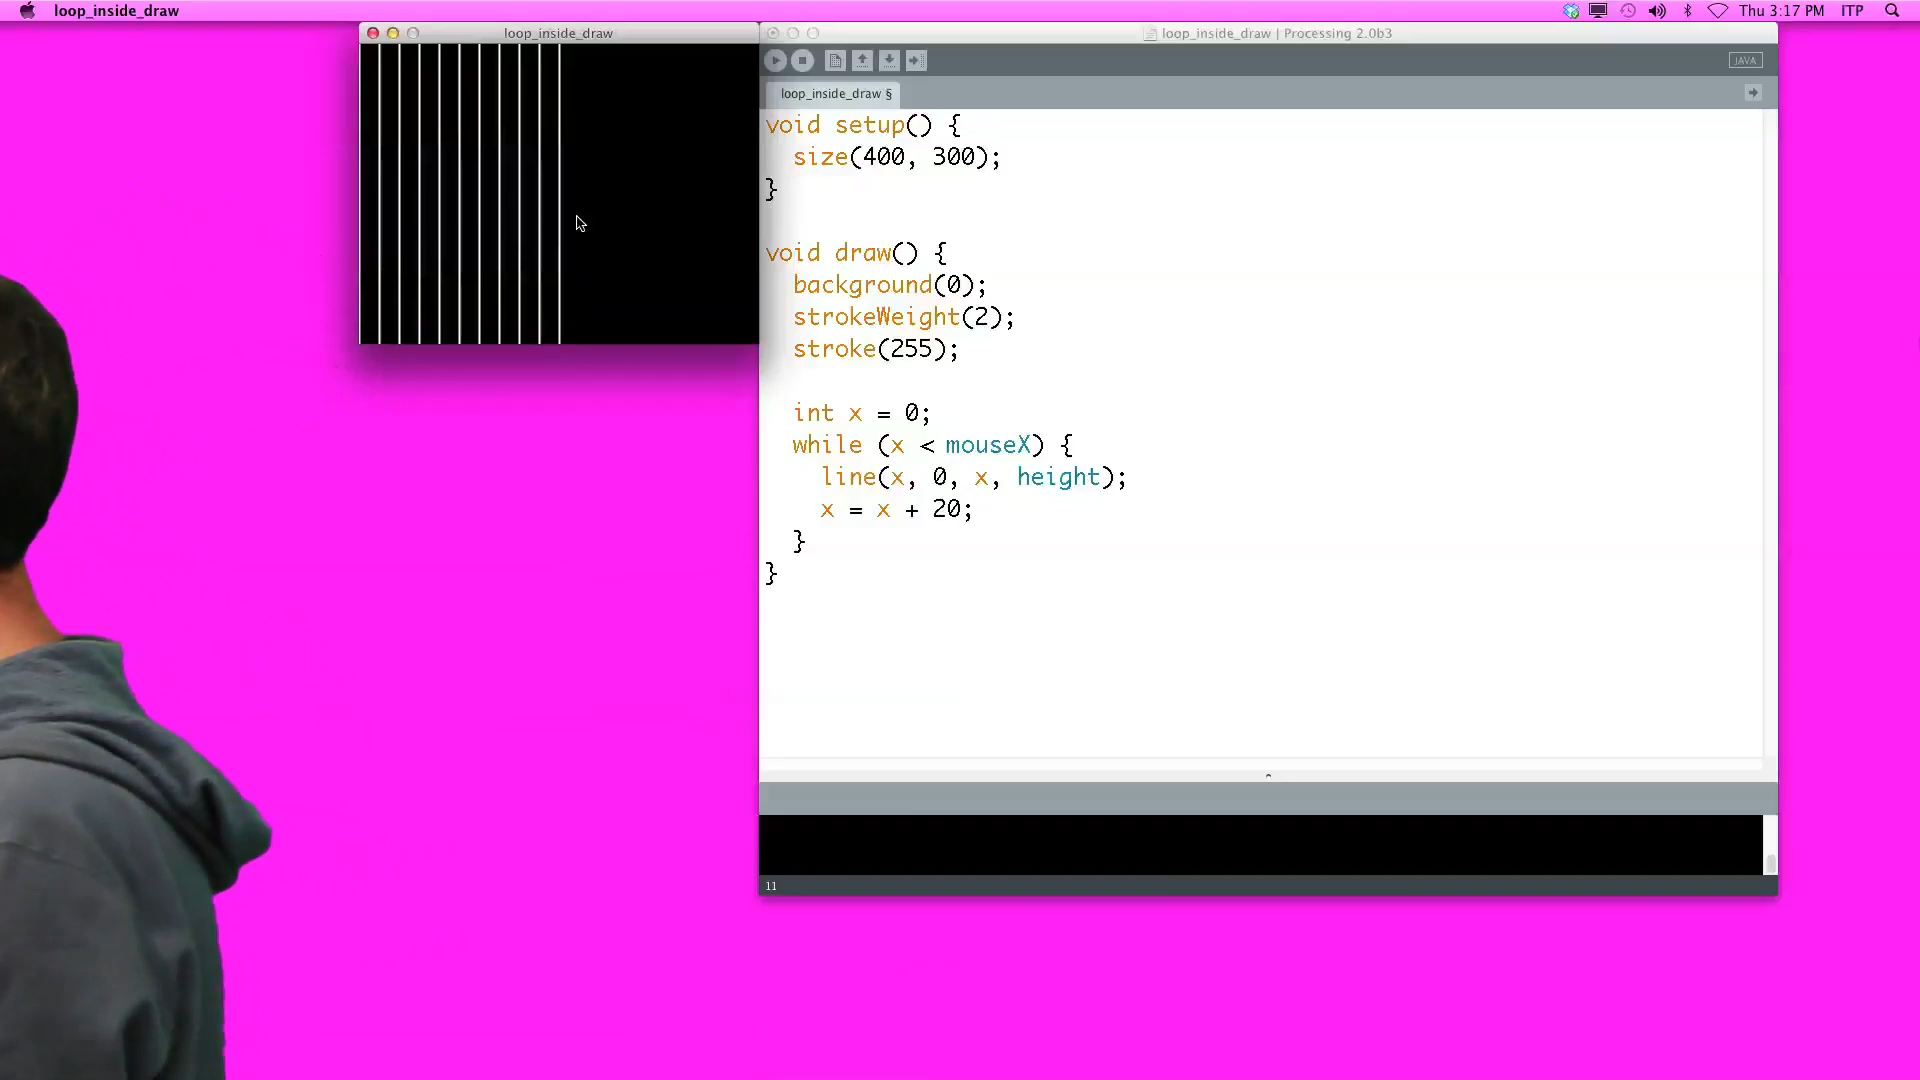 loop_inside_draw
Thu 3:17 PM ITP
loop_inside_draw
loop_inside_draw | Processing 2.0b3
JAVA
loop_inside_draw §
void setup() {
size(400, 300);
}
void draw() {
background(0);
strokeWeight(2);
stroke(255);
int x = 0;
while (x < mouseX) {
line(x, 0, x, height);
x = x + 20;
}
}
11